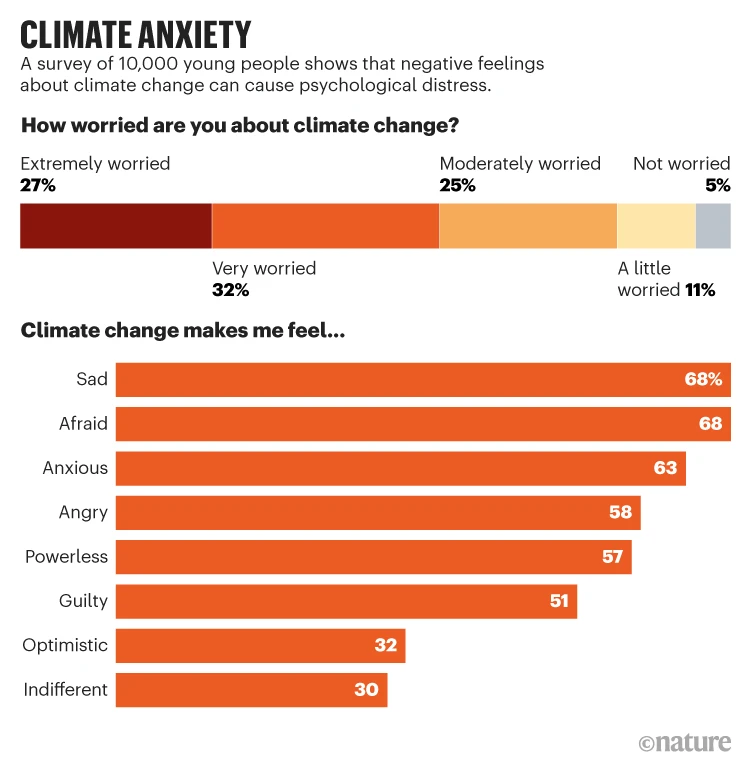 CLIMATE ANXIETY
A survey of 10,000 young people shows that negative feelings
about climate change can cause psychological distress.
How worried are you about climate change?
Extremely worried
27%
Moderately worried
25%
Not worried
5%
Very worried
32%
A little
worried 11%
Climate change makes me feel...
Sad 68%
Afraid 68
Anxious 63
Angry 58
Powerless 57
Guilty 51
Optimistic 32
Indifferent 30
©nature